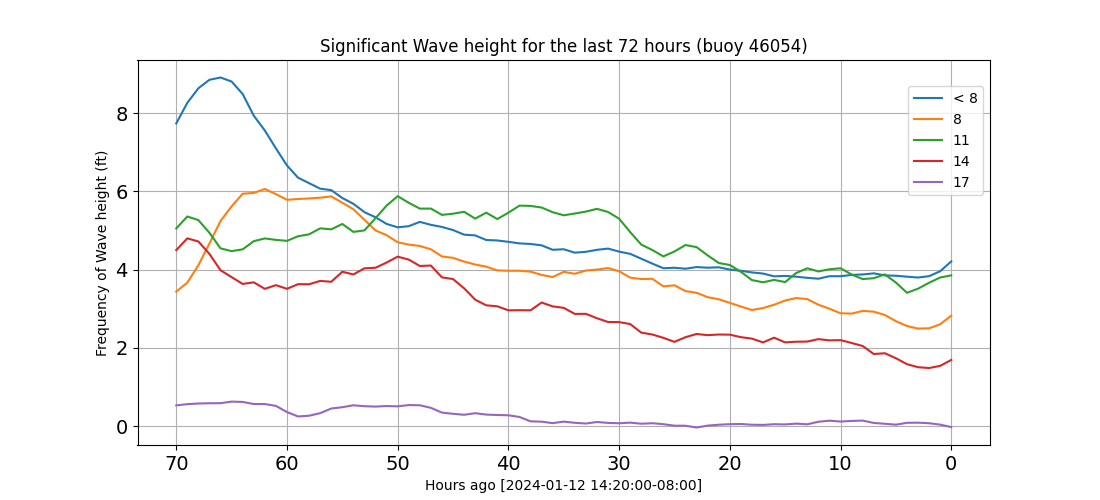 Significant Wave height for the last 72 hours (buoy 46054)
Frequency of Wave height (ft)
8
6
4
2
0
< 8
8
11
14
17
70 60 50 40 30 20 10 0
Hours ago [2024-01-12 14:20:00-08:00]